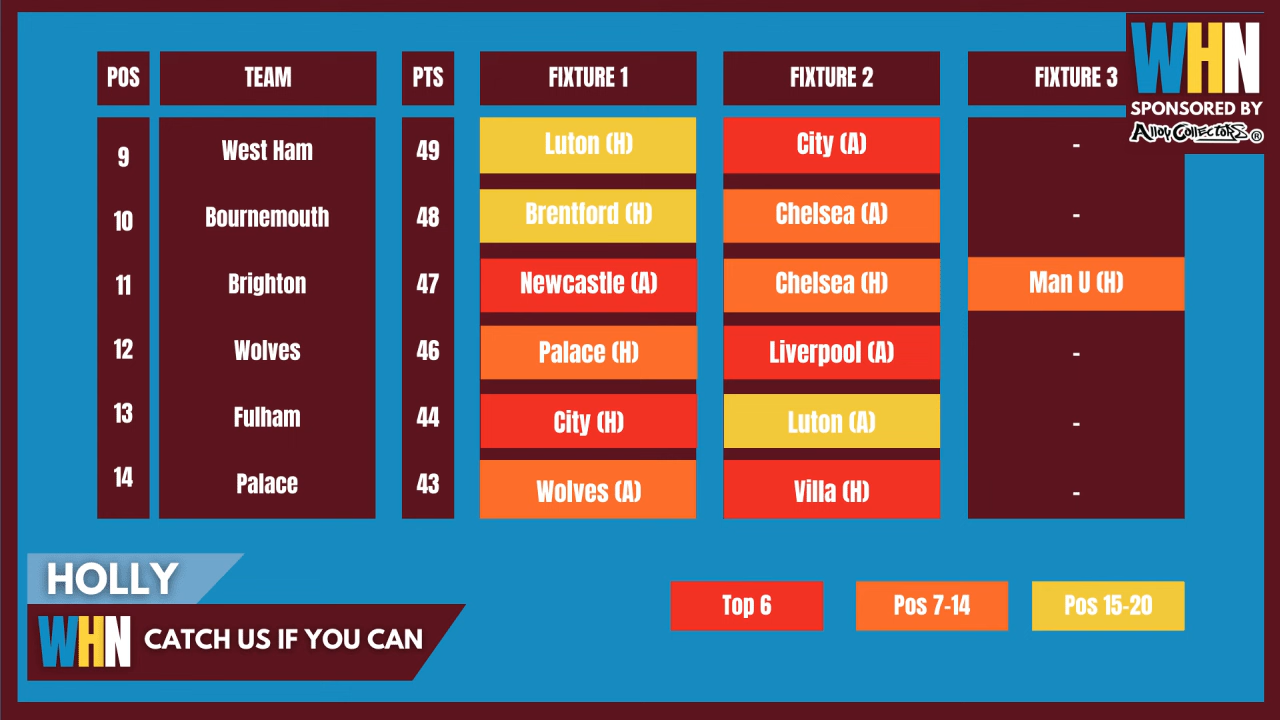 POS TEAM PTS FIXTURE 1 FIXTURE 2 FIXTURE 3
WHN
SPONSORED BY
Alloy Collectors ®
9 West Ham 49 Luton (H) City (A) -
10 Bournemouth 48 Brentford (H) Chelsea (A) -
11 Brighton 47 Newcastle (A) Chelsea (H) Man U (H)
12 Wolves 46 Palace (H) Liverpool (A) -
13 Fulham 44 City (H) Luton (A) -
14 Palace 43 Wolves (A) Villa (H) -
HOLLY
WHN CATCH US IF YOU CAN
Top 6 Pos 7-14 Pos 15-20